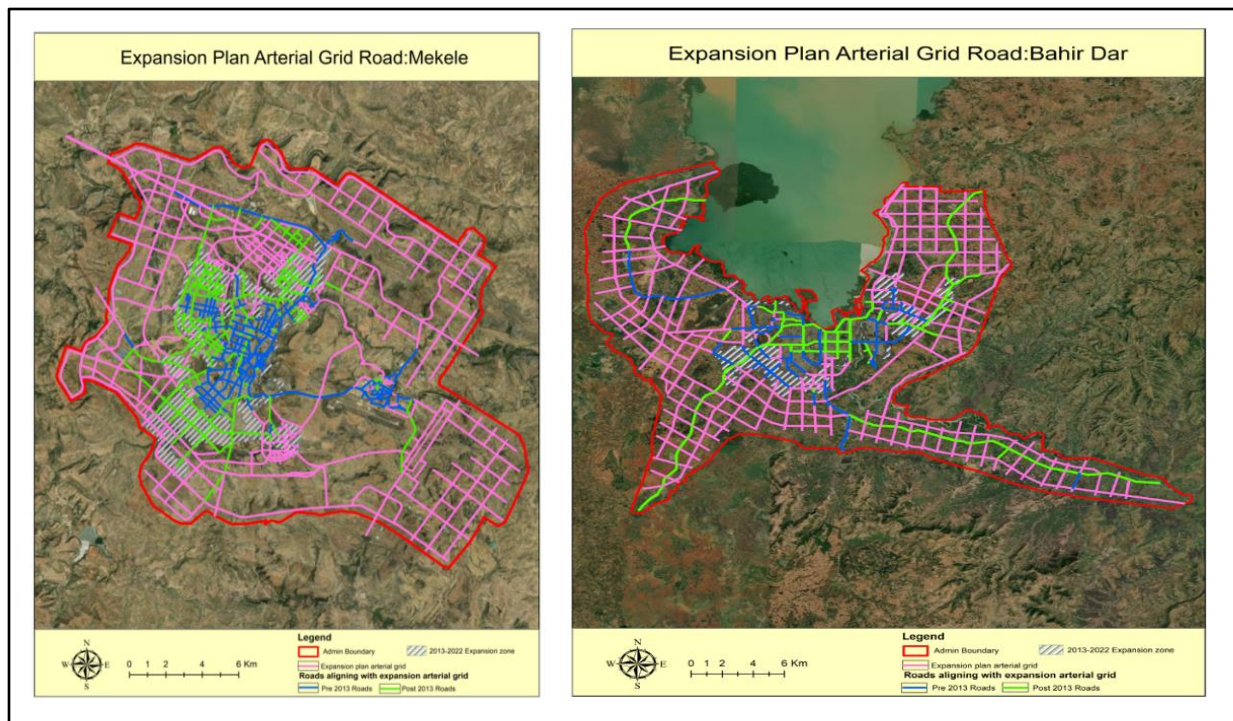 Expansion Plan Arterial Grid Road:Mekele
N
W E
S
0 1 2 4 6 Km
Legend
Admin Boundary 2013-2022 Expansion zone
Expansion plan arterial grid
Roads aligning with expansion arterial grid
Pre 2013 Roads Post 2013 Roads
Expansion Plan Arterial Grid Road:Bahir Dar
N
W E
S
0 1 2 4 6 Km
Legend
Admin Boundary 2013-2022 Expansion zone
Expansion plan arterial grid
Roads aligning with expansion arterial grid
Pre 2013 Roads Post 2013 Roads